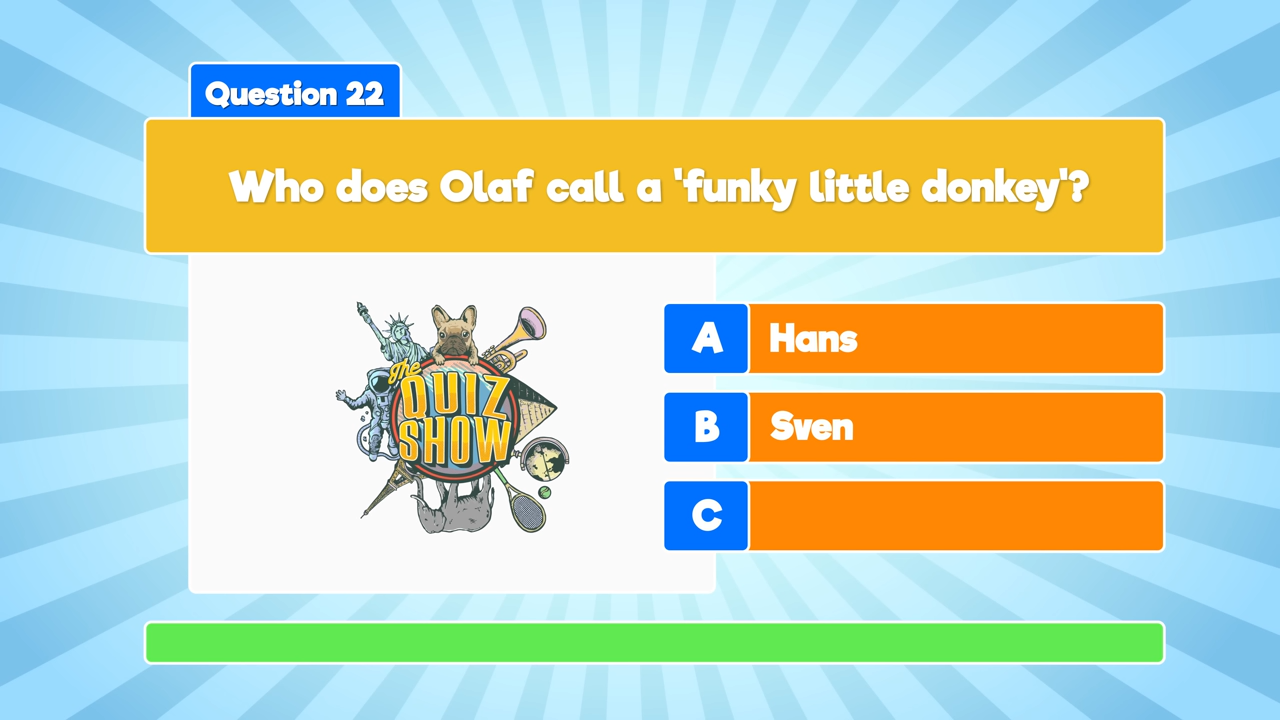 Question 22
Who does Olaf call a 'funky little donkey'?
The
QUIZ
SHOW
A Hans
B Sven
C